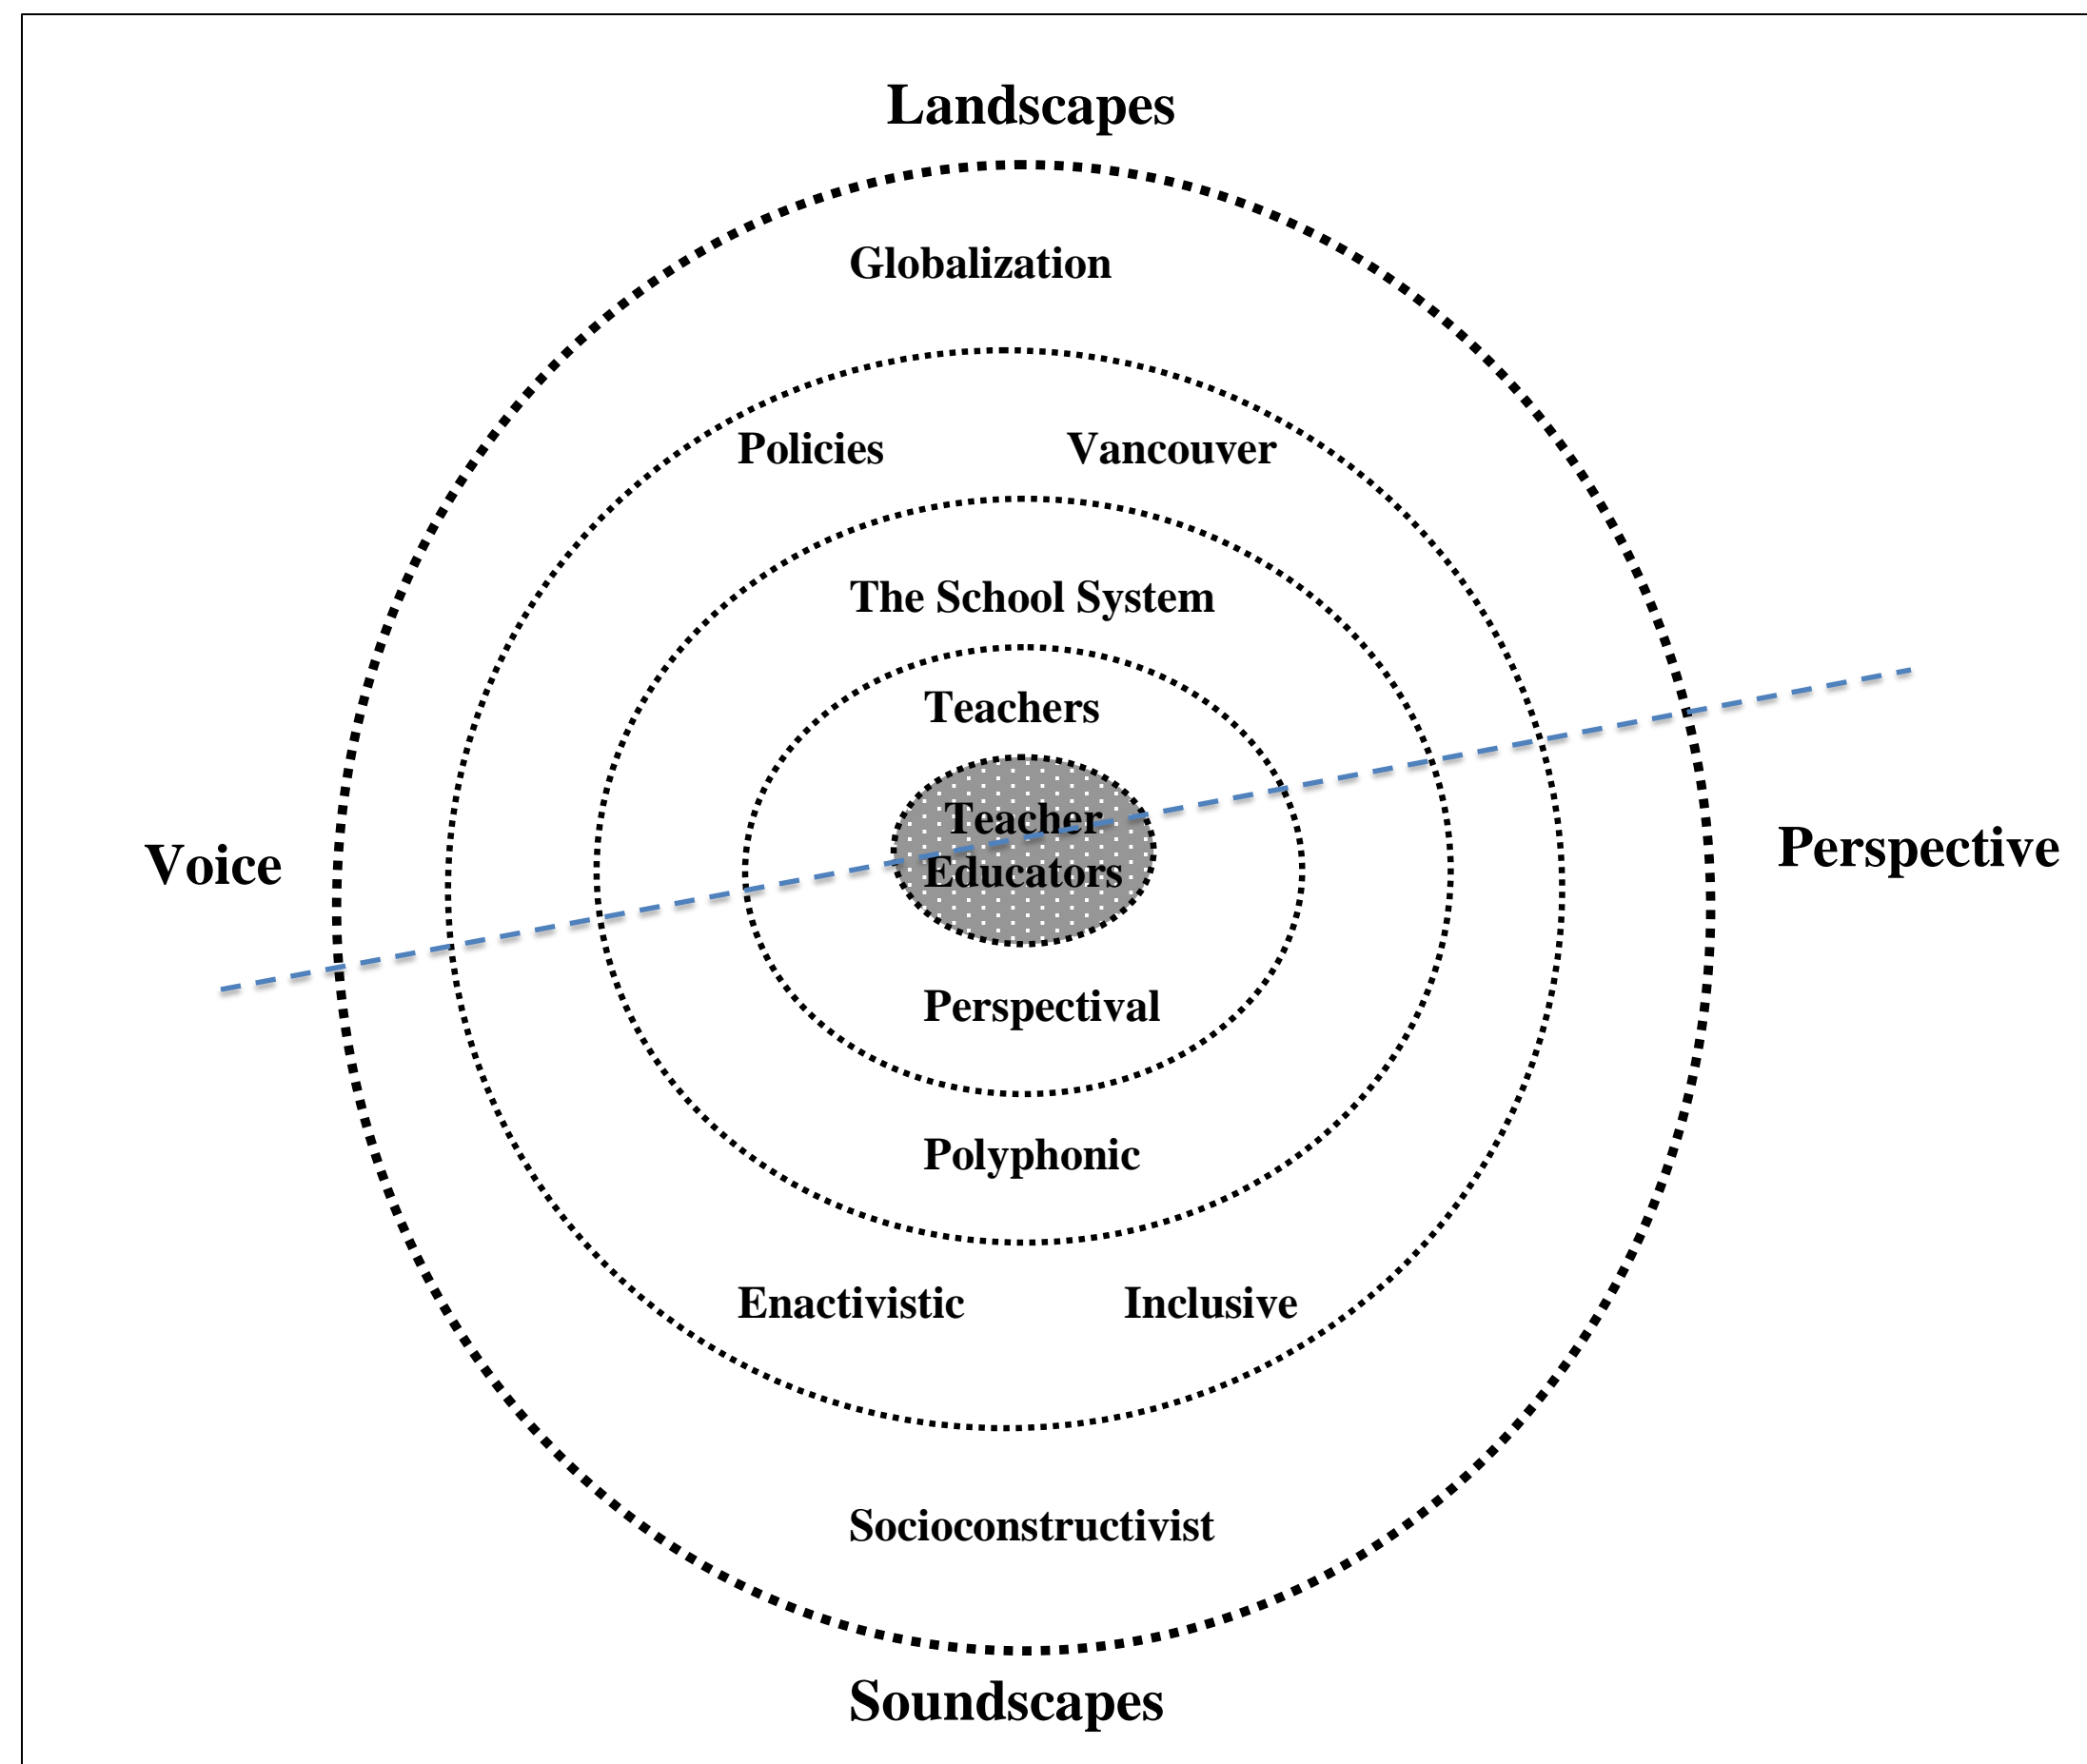 Landscapes
Globalization
Policies
Vancouver
The School System
Teachers
Teacher
Educators
Voice
Perspective
Perspectival
Polyphonic
Enactivistic
Inclusive
Socioconstructivist
Soundscapes